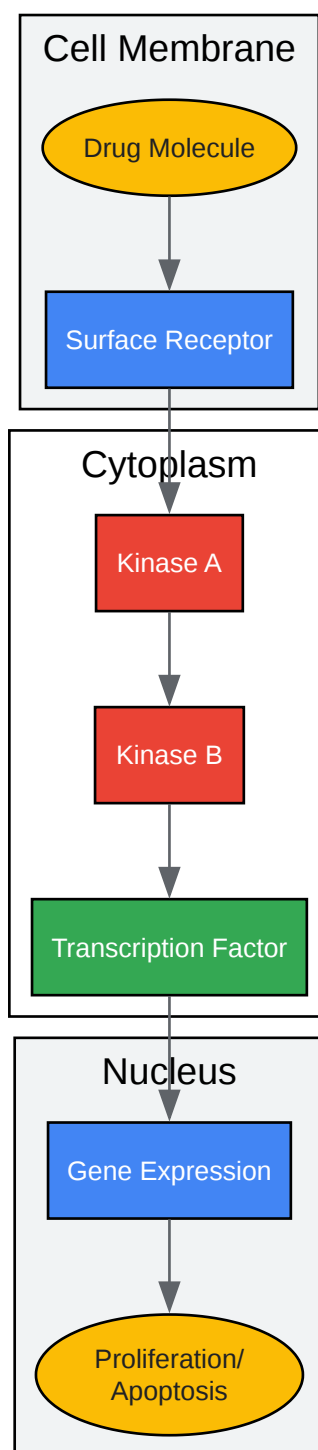 Cell Membrane
Drug Molecule
Surface Receptor
Cytoplasm
Kinase A
Kinase B
Transcription Factor
Nucleus
Gene Expression
Proliferation/
Apoptosis